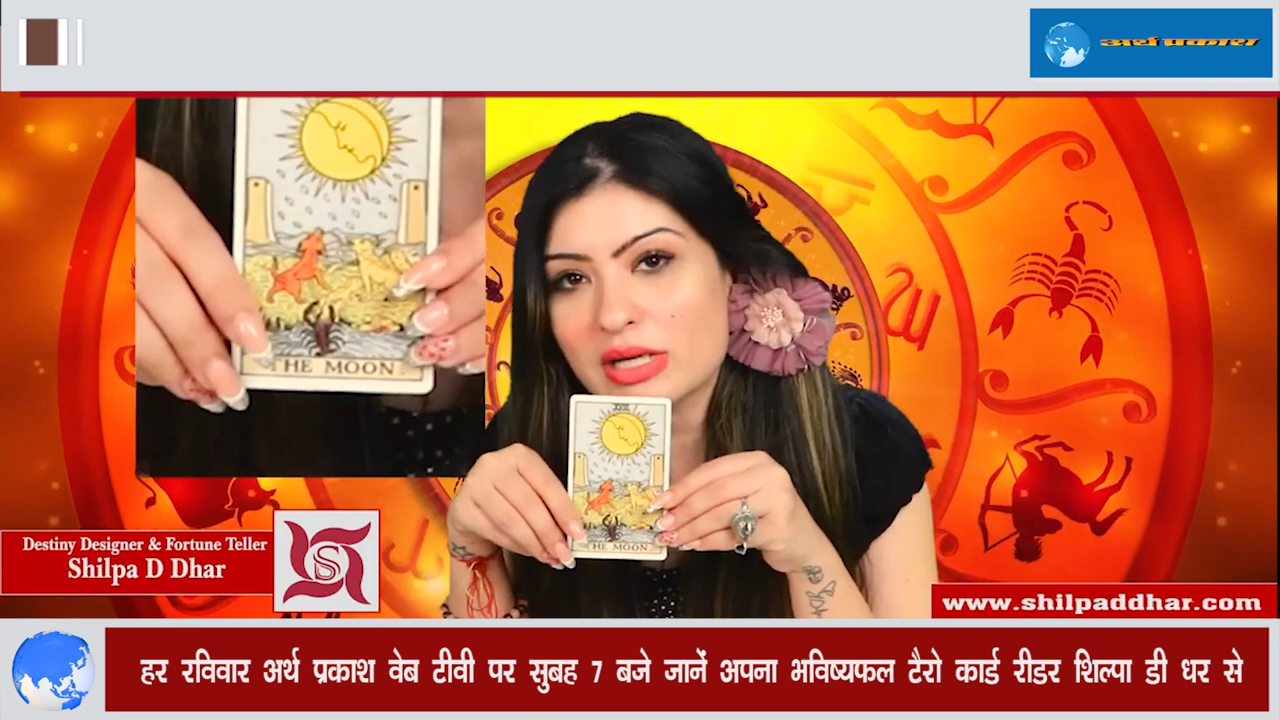 अर्थ प्रकाश
THE MOON
XVIII
THE MOON
Destiny Designer & Fortune Teller
Shilpa D Dhar
S
www.shilpaddhar.com
हर रविवार अर्थ प्रकाश वेब टीवी पर सुबह 7 बजे जानें अपना भविष्यफल टैरो कार्ड रीडर शिल्पा डी धर से